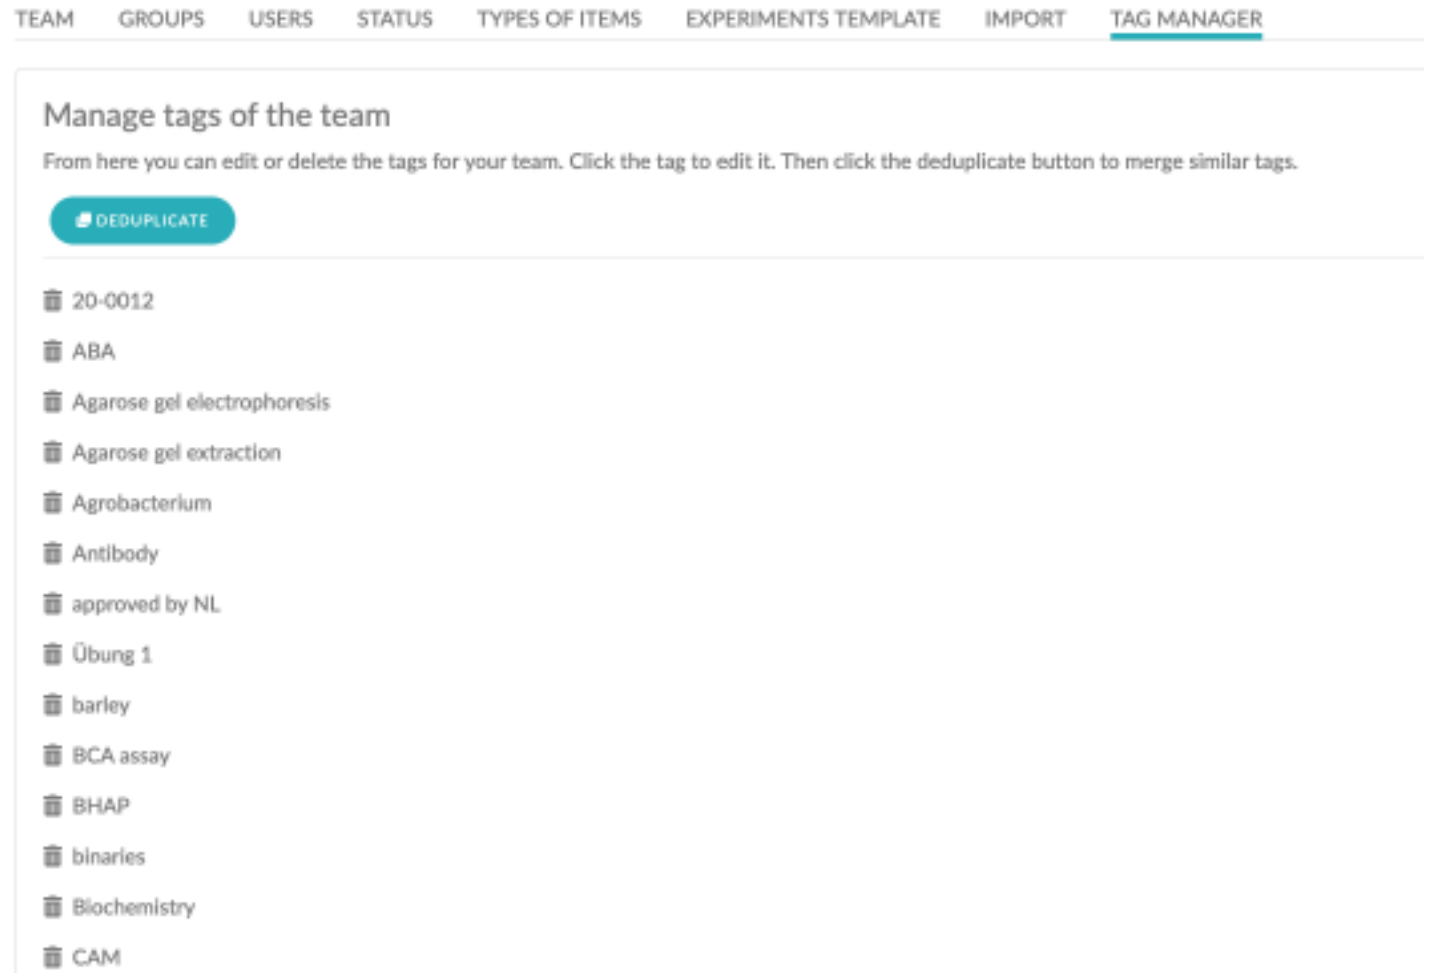 TEAM GROUPS USERS STATUS TYPES OF ITEMS EXPERIMENTS TEMPLATE IMPORT TAG MANAGER
Manage tags of the team
From here you can edit or delete the tags for your team. Click the tag to edit it. Then click the deduplicate button to merge similar tags.
DEDUPLICATE
20-0012
ABA
Agarose gel electrophoresis
Agarose gel extraction
Agrobacterium
Antibody
approved by NL
Übung 1
barley
BCA assay
BHAP
binaries
Biochemistry
CAM